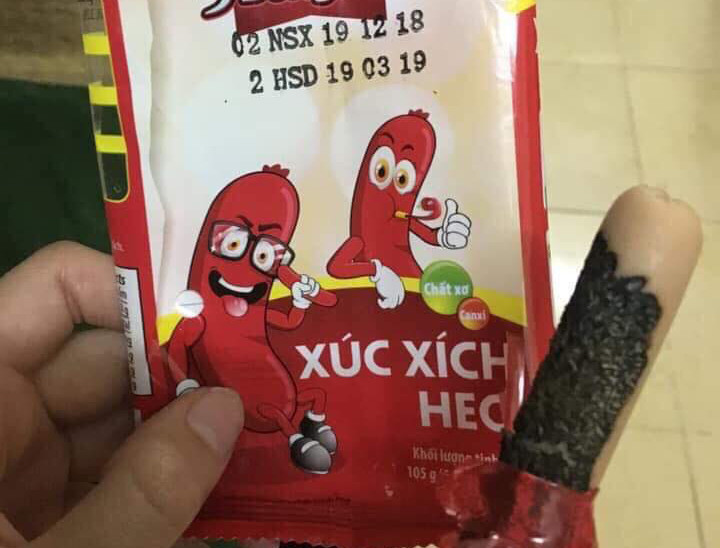 02 NSX 19 12 18
2 HSD 19 03 19
Chất xơ
Canxi
XÚC XÍCH
HEO
Khối lượng tịnh
105 g